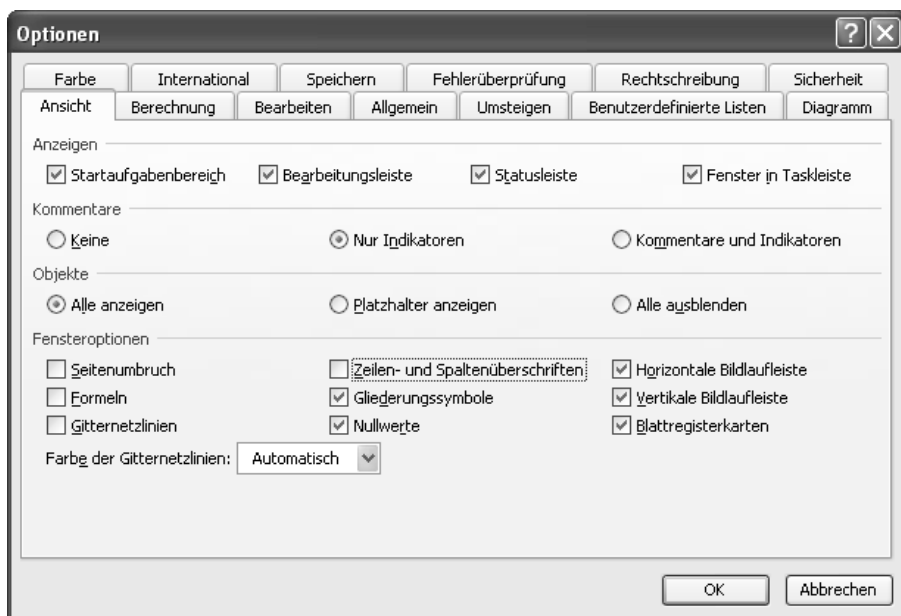 Optionen
Farbe International Speichern Fehlerüberprüfung Rechtschreibung Sicherheit
Ansicht Berechnung Bearbeiten Allgemein Umsteigen Benutzerdefinierte Listen Diagramm
Anzeigen
Startaufgabenbereich Bearbeitungsleiste Statusleiste Fenster in Taskleiste
Kommentare
Keine Nur Indikatoren Kommentare und Indikatoren
Objekte
Alle anzeigen Platzhalter anzeigen Alle ausblenden
Fensteroptionen
Seitenumbruch Zeilen- und Spaltenüberschriften Horizontale Bildlaufleiste
Formeln Gliederungssymbole Vertikale Bildlaufleiste
Gitternetzlinien Nullwerte Blattregisterkarten
Farbe der Gitternetzlinien: Automatisch
OK Abbrechen